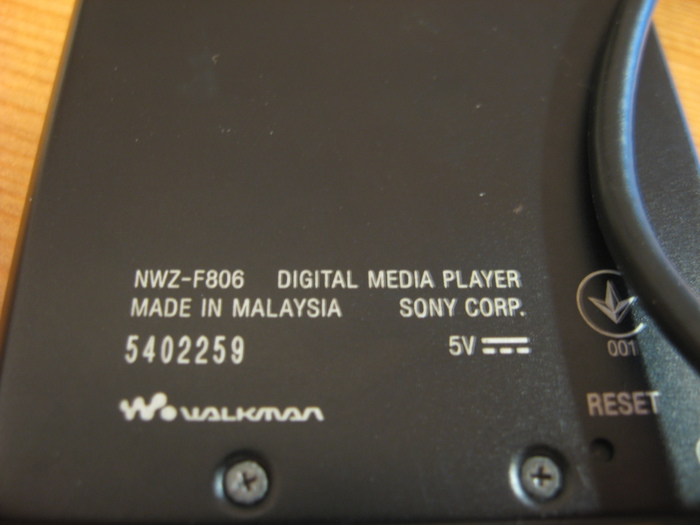 NWZ-F806 DIGITAL MEDIA PLAYER
MADE IN MALAYSIA SONY CORP.
5402259 5V
001
WALKMAN
RESET